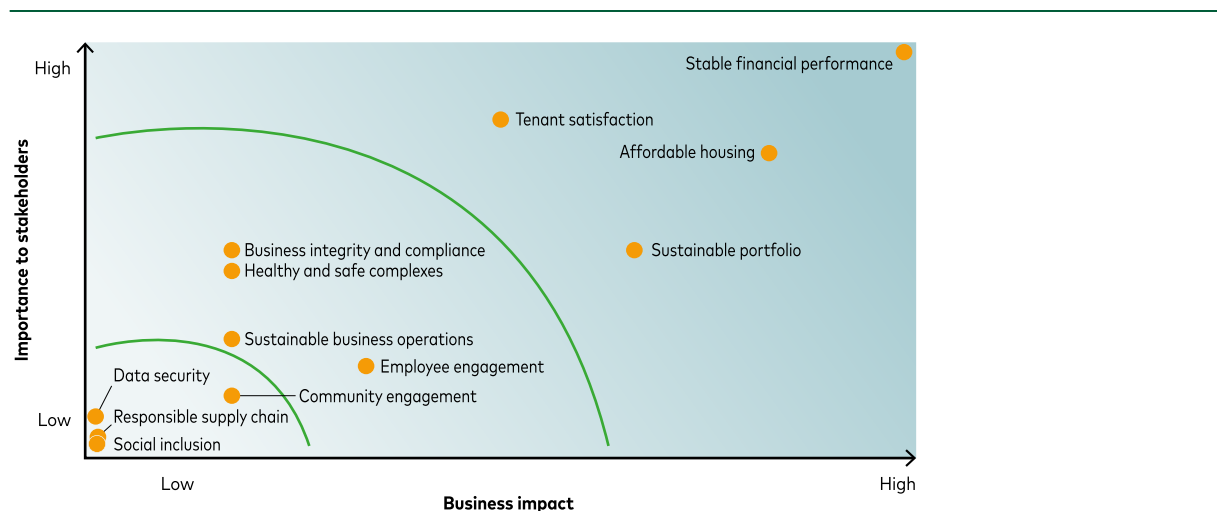 High
Stable financial performance
Tenant satisfaction
Affordable housing
Importance to stakeholders
Business integrity and compliance
Sustainable portfolio
Healthy and safe complexes
Sustainable business operations
Employee engagement
Data security
Community engagement
Low
Responsible supply chain
Social inclusion
Low
High
Business impact